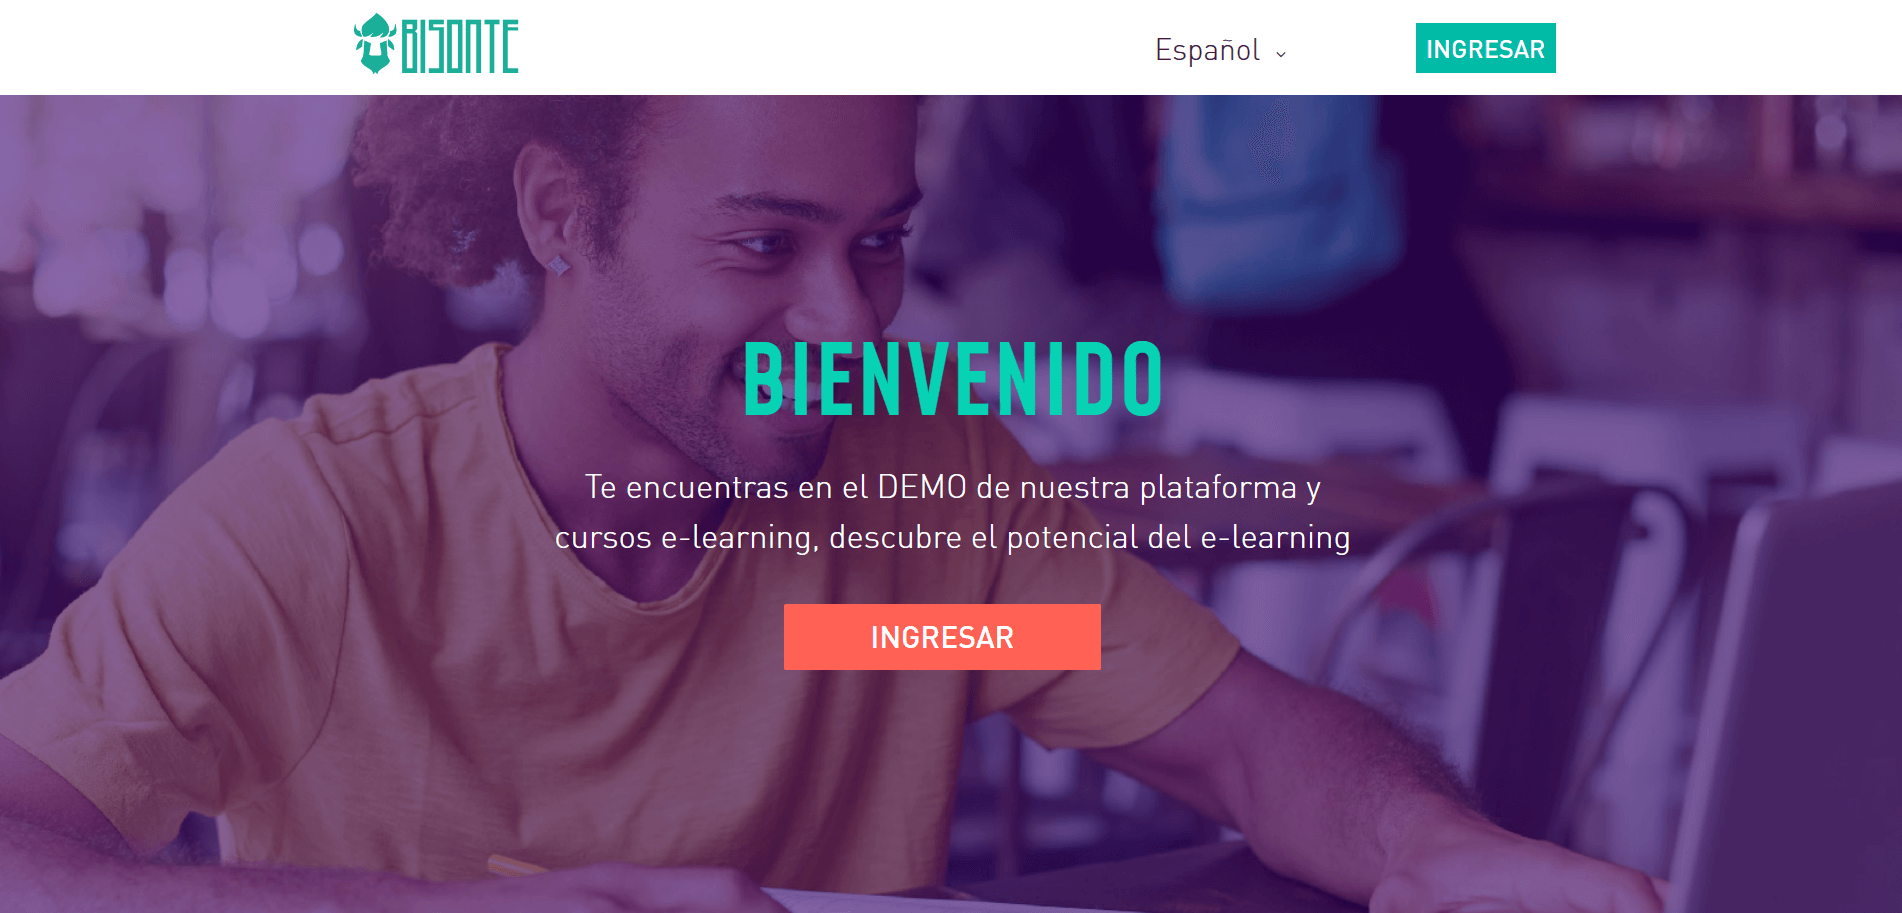 BISONTE
Español
INGRESAR
BIENVENIDO
Te encuentras en el DEMO de nuestra plataforma y
cursos e-learning, descubre el potencial del e-learning
INGRESAR